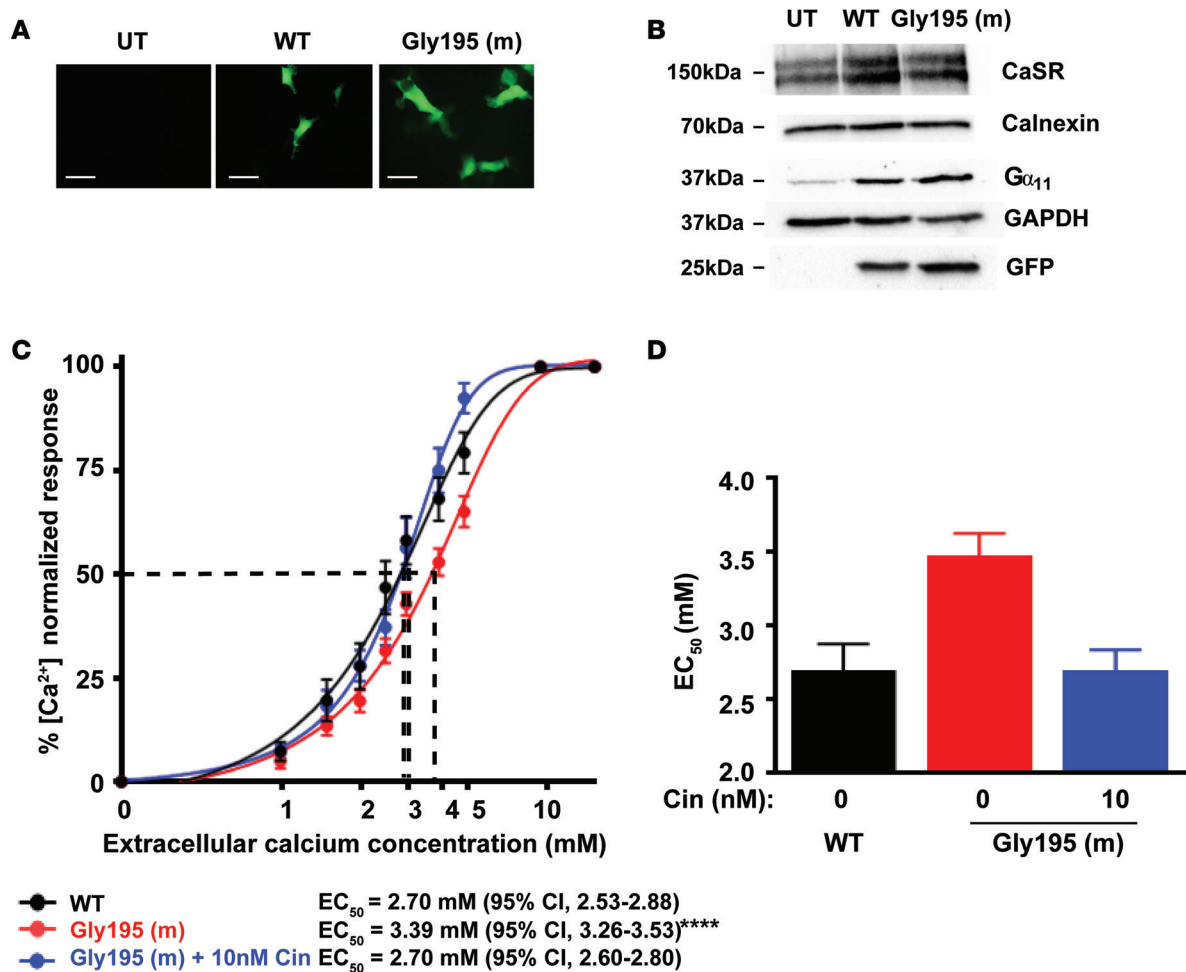 A
UT WT Gly195 (m)
B
UT WT Gly195 (m)
150kDa – CaSR
70kDa – Calnexin
37kDa – Gα11
37kDa – GAPDH
25kDa – GFP
C
% [Ca2+] normalized response
100
75
50
25
0
0 1 2 3 4 5 10
Extracellular calcium concentration (mM)
WT EC50 = 2.70 mM (95% CI, 2.53-2.88)
Gly195 (m) EC50 = 3.39 mM (95% CI, 3.26-3.53)****
Gly195 (m) + 10nM Cin EC50 = 2.70 mM (95% CI, 2.60-2.80)
D
EC50 (mM)
4.0
3.5
3.0
2.5
2.0
Cin (nM): 0 0 10
WT Gly195 (m)